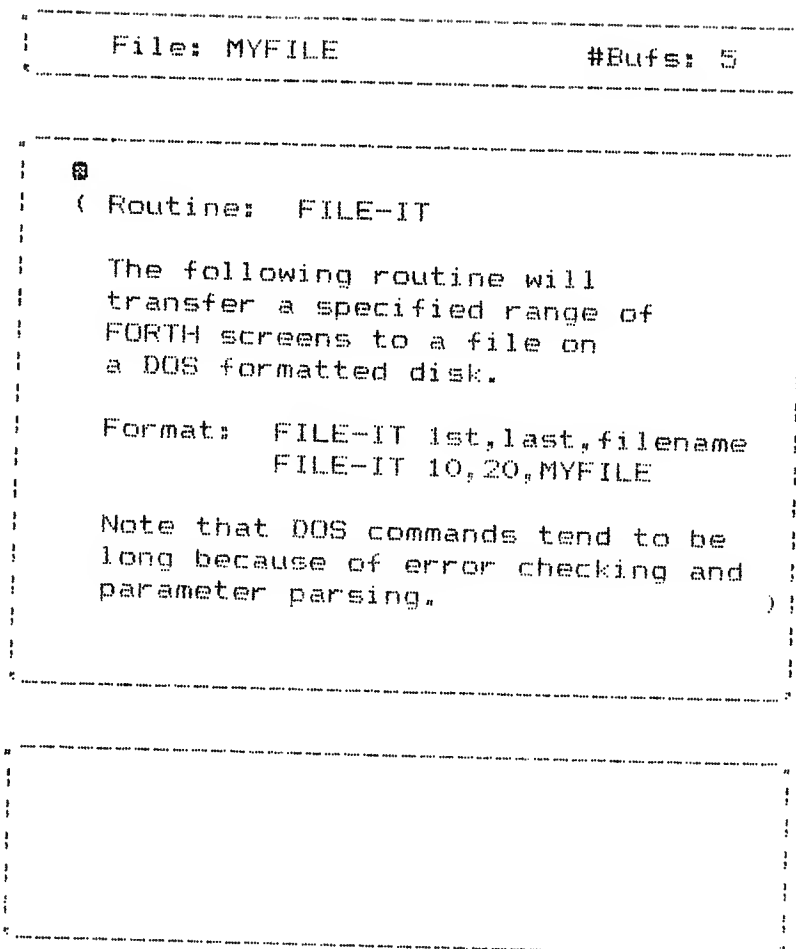 File: MYFILE #Bufs: 5
( Routine: FILE-IT
The following routine will
transfer a specified range of
FORTH screens to a file on
a DOS formatted disk.
Format: FILE-IT 1st,last,filename
FILE-IT 10,20,MYFILE
Note that DOS commands tend to be
long because of error checking and
parameter parsing. )